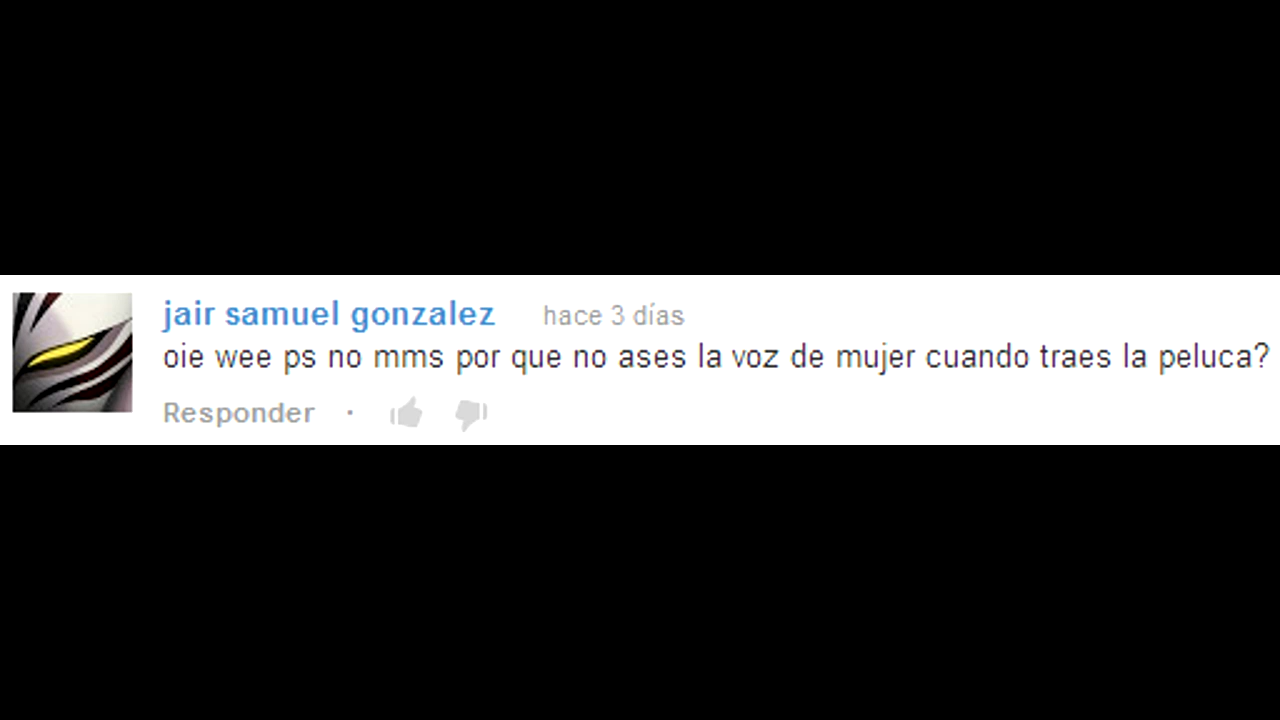 jair samuel gonzalez hace 3 días
oie wee ps no mms por que no ases la voz de mujer cuando traes la peluca?
Responder ·